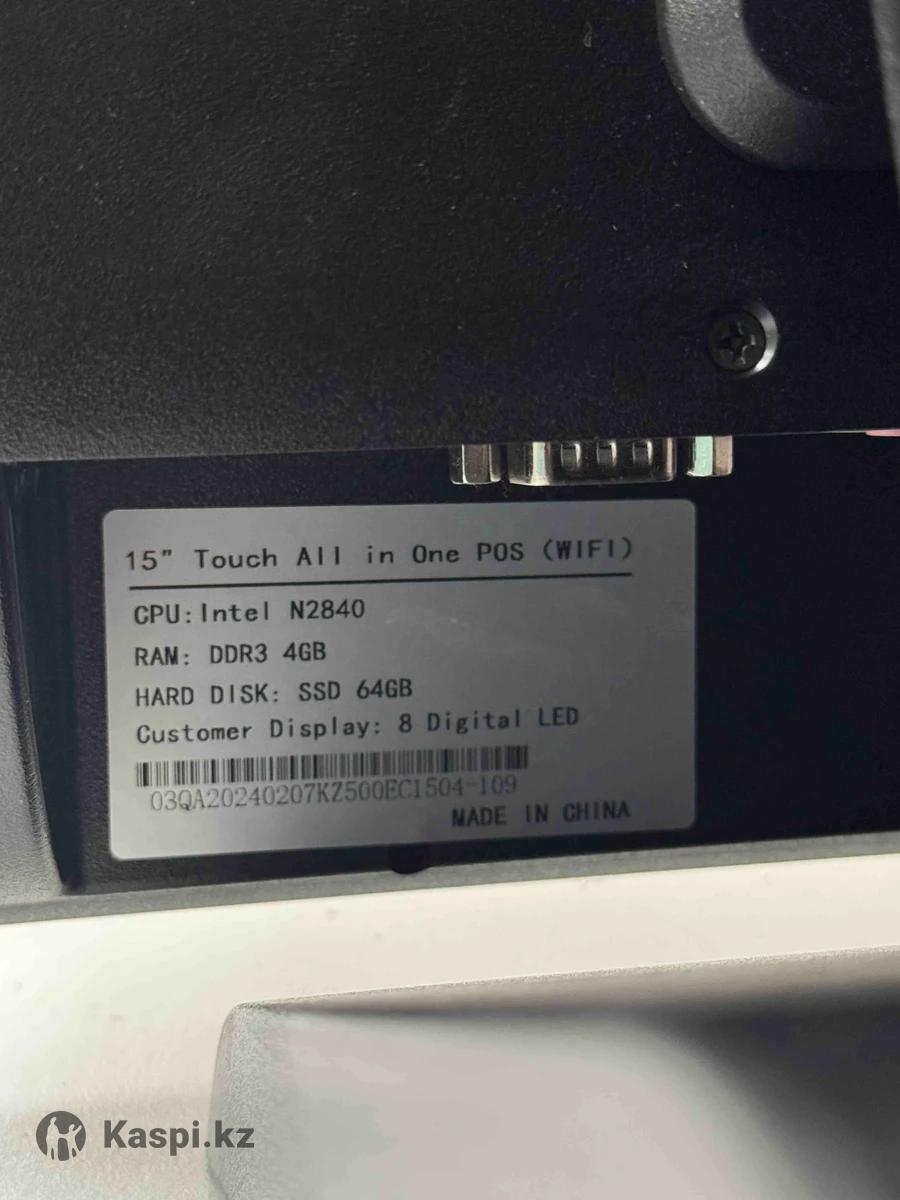 15" Touch All in One POS (WIFI)
CPU:Intel N2840
RAM: DDR3 4GB
HARD DISK: SSD 64GB
Customer Display: 8 Digital LED
03QA20240207KZ500EC1504-109
MADE IN CHINA
Kaspi.kz